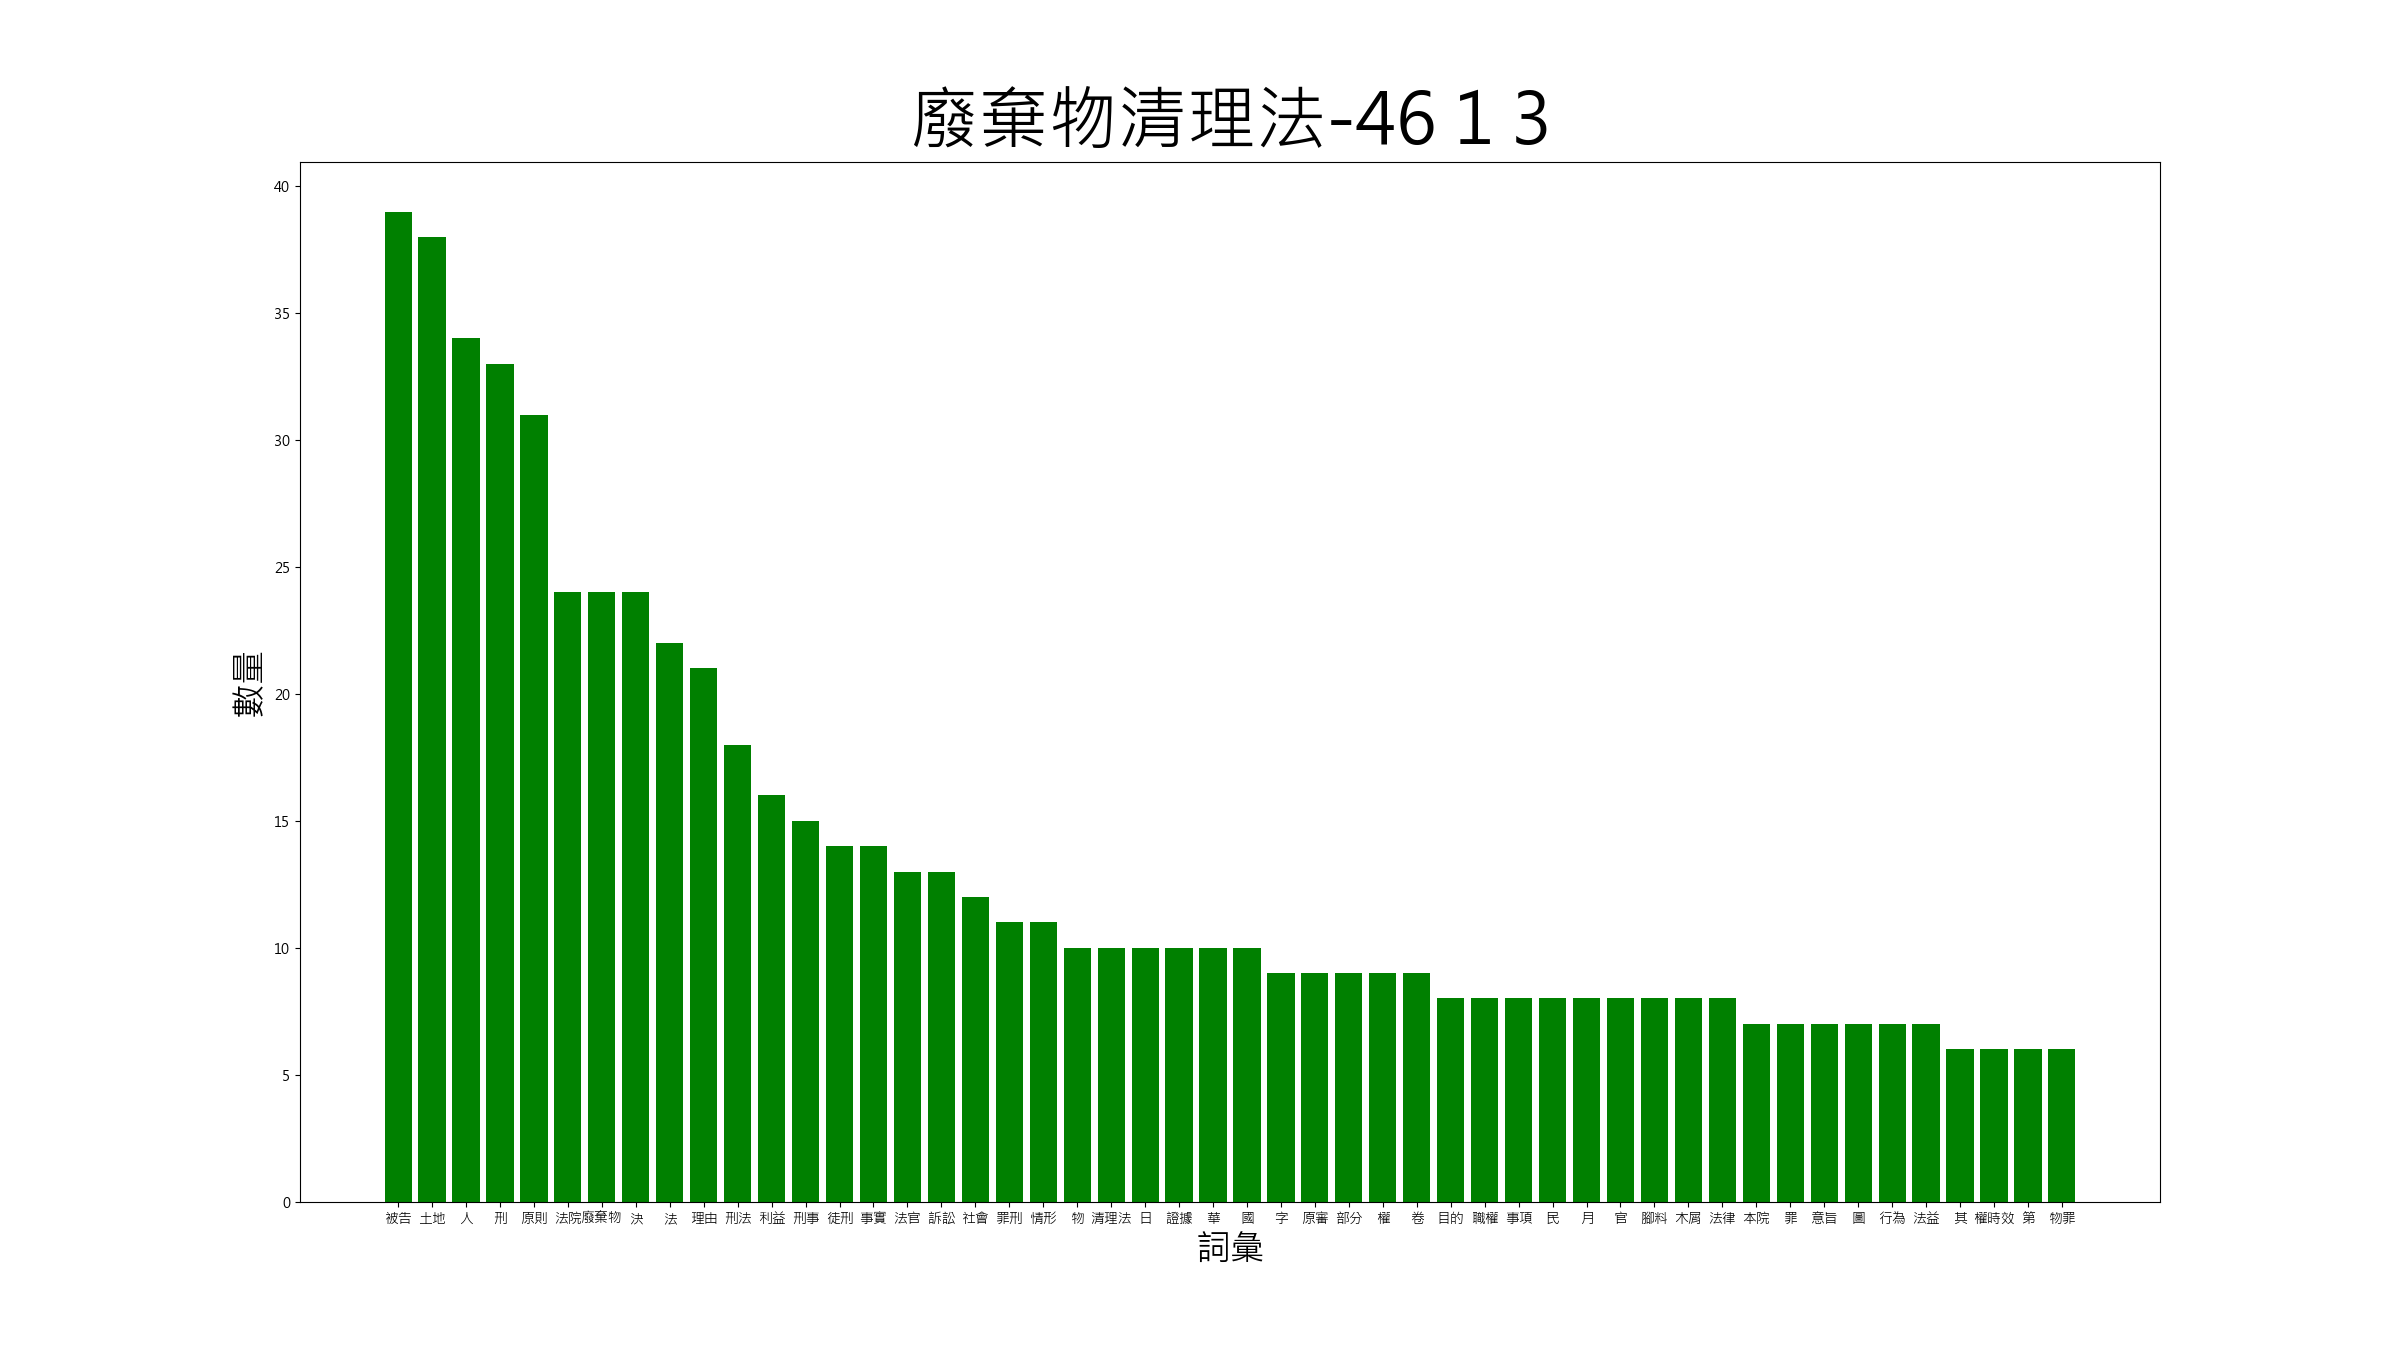 廢棄物清理法-46 1 3
40
35
30
25
20
15
10
5
0
數量
被告 土地 人 刑 原則 法院 廢棄物 決 法 理由 刑法 利益 刑事 徒刑 事實 法官 訴訟 社會 罪刑 情形 物 清理法 日 證據 華 國 字 原審 部分 權 卷 目的 職權 事項 民 月 官 腳料 木屑 法律 本院 罪 意旨 圖 行為 法益 其 權時效 第 物罪
詞彙